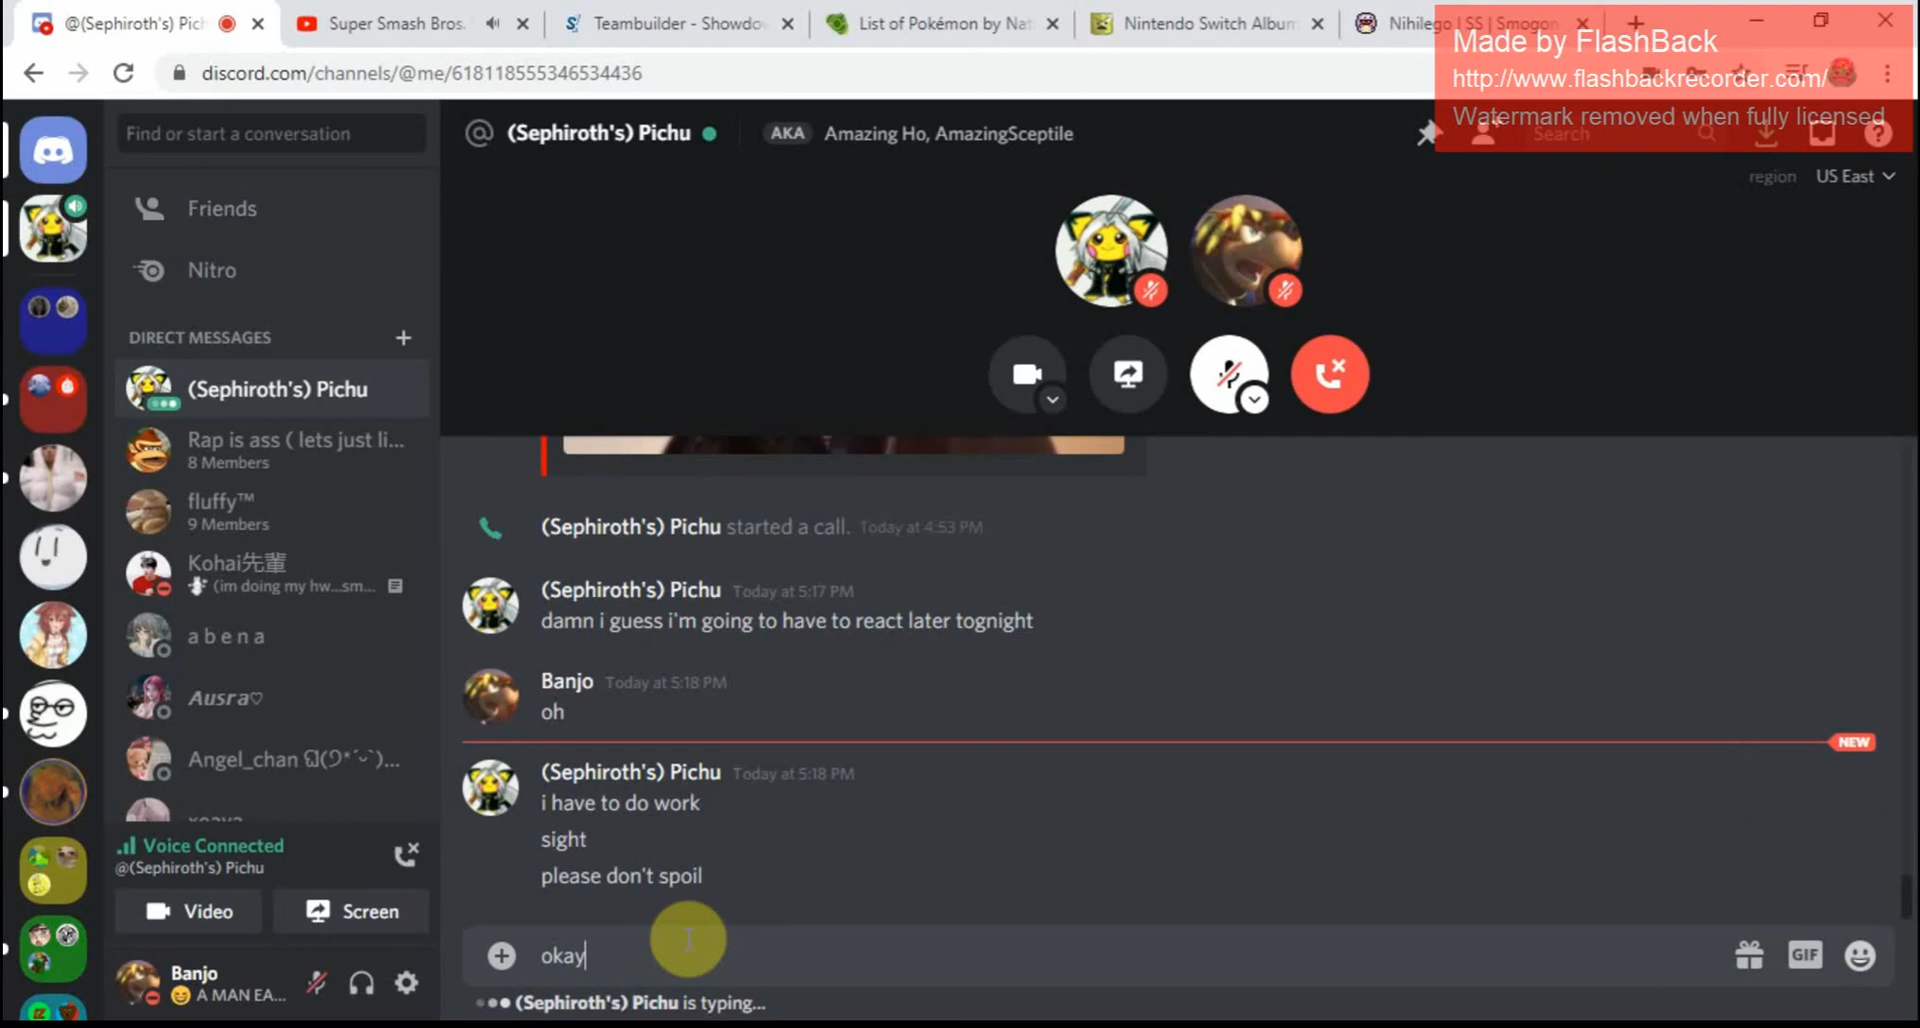 @(Sephiroth's) Pich
Super Smash Bros.
Teambuilder - Showdo
List of Pokémon by Nat
Nintendo Switch Album
Nihilego | SS | Smogon
Made by FlashBack
http://www.flashbackrecorder.com/
Watermark removed when fully licensed
discord.com/channels/@me/618118555346534436
Find or start a conversation
(Sephiroth's) Pichu
AKA
Amazing Ho, AmazingSceptile
Search
region
US East
Friends
Nitro
DIRECT MESSAGES
(Sephiroth's) Pichu
Rap is ass ( lets just li...
8 Members
fluffy™
9 Members
Kohai先輩
(im doing my hw...sm...
a b e n a
Ausra♡
Voice Connected
@(Sephiroth's) Pichu
Video
Screen
Banjo
😄 A MAN EA...
(Sephiroth's) Pichu started a call. Today at 4:53 PM
(Sephiroth's) Pichu Today at 5:17 PM
damn i guess i'm going to have to react later tognight
Banjo Today at 5:18 PM
oh
NEW
(Sephiroth's) Pichu Today at 5:18 PM
i have to do work
sight
please don't spoil
okay
GIF
(Sephiroth's) Pichu is typing...